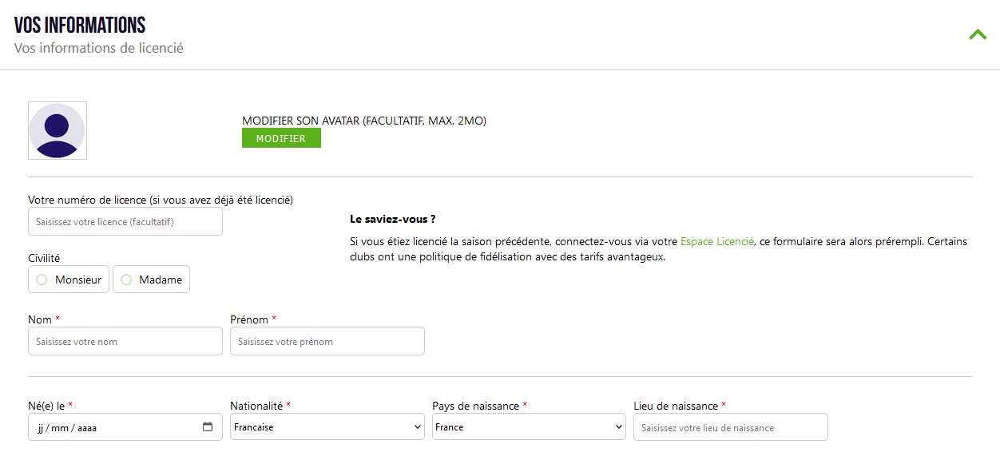 VOS INFORMATIONS
Vos informations de licencié
MODIFIER SON AVATAR (FACULTATIF, MAX. 2MO)
MODIFIER
Votre numéro de licence (si vous avez déjà été licencié)
Saisissez votre licence (facultatif)
Le saviez-vous ?
Si vous étiez licencié la saison précédente, connectez-vous via votre Espace Licencié, ce formulaire sera alors prérempli. Certains
clubs ont une politique de fidélisation avec des tarifs avantageux.
Civilité
Monsieur Madame
Nom * Prénom *
Saisissez votre nom Saisissez votre prénom
Né(e) le * Nationalité * Pays de naissance * Lieu de naissance *
jj / mm / aaaa Francaise France Saisissez votre lieu de naissance